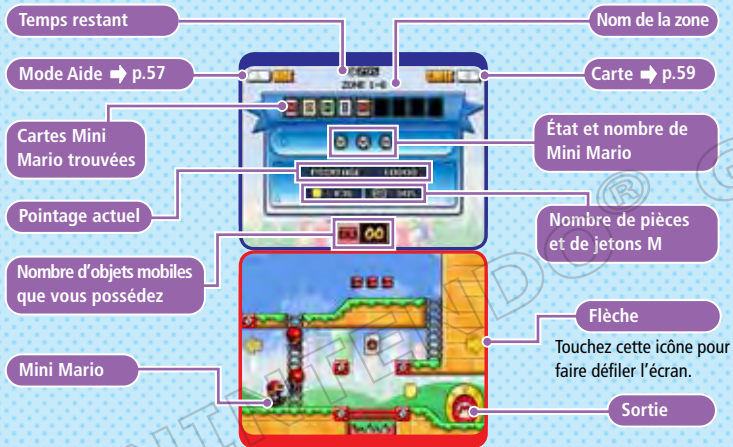 Temps restant
Nom de la zone
Mode Aide ➡ p.57
Carte ➡ p.59
ZONE 1-8
Cartes Mini
Mario trouvées
État et nombre de
Mini Mario
POINTAGE
Pointage actuel
Nombre de pièces
et de jetons M
Nombre d'objets mobiles
que vous possédez
Flèche
Touchez cette icône pour
faire défiler l'écran.
Mini Mario
Sortie
NINTENDO®